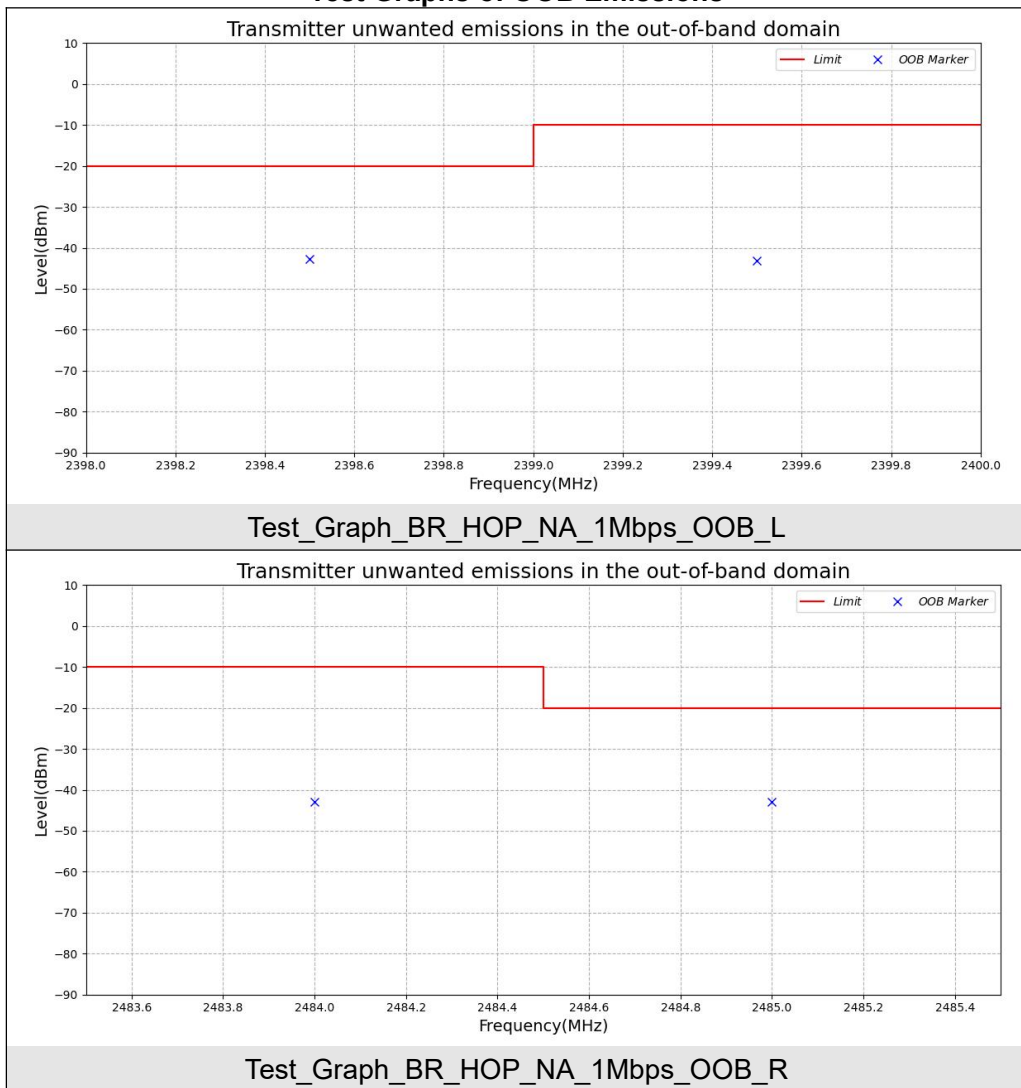 Test Graphs of OOB Emissions
Transmitter unwanted emissions in the out-of-band domain
Limit OOB Marker
10
0
−10
−20
−30
−40
−50
−60
−70
−80
−90
Level(dBm)
2398.0 2398.2 2398.4 2398.6 2398.8 2399.0 2399.2 2399.4 2399.6 2399.8 2400.0
Frequency(MHz)
Test_Graph_BR_HOP_NA_1Mbps_OOB_L
Transmitter unwanted emissions in the out-of-band domain
Limit OOB Marker
10
0
−10
−20
−30
−40
−50
−60
−70
−80
−90
Level(dBm)
2483.6 2483.8 2484.0 2484.2 2484.4 2484.6 2484.8 2485.0 2485.2 2485.4
Frequency(MHz)
Test_Graph_BR_HOP_NA_1Mbps_OOB_R